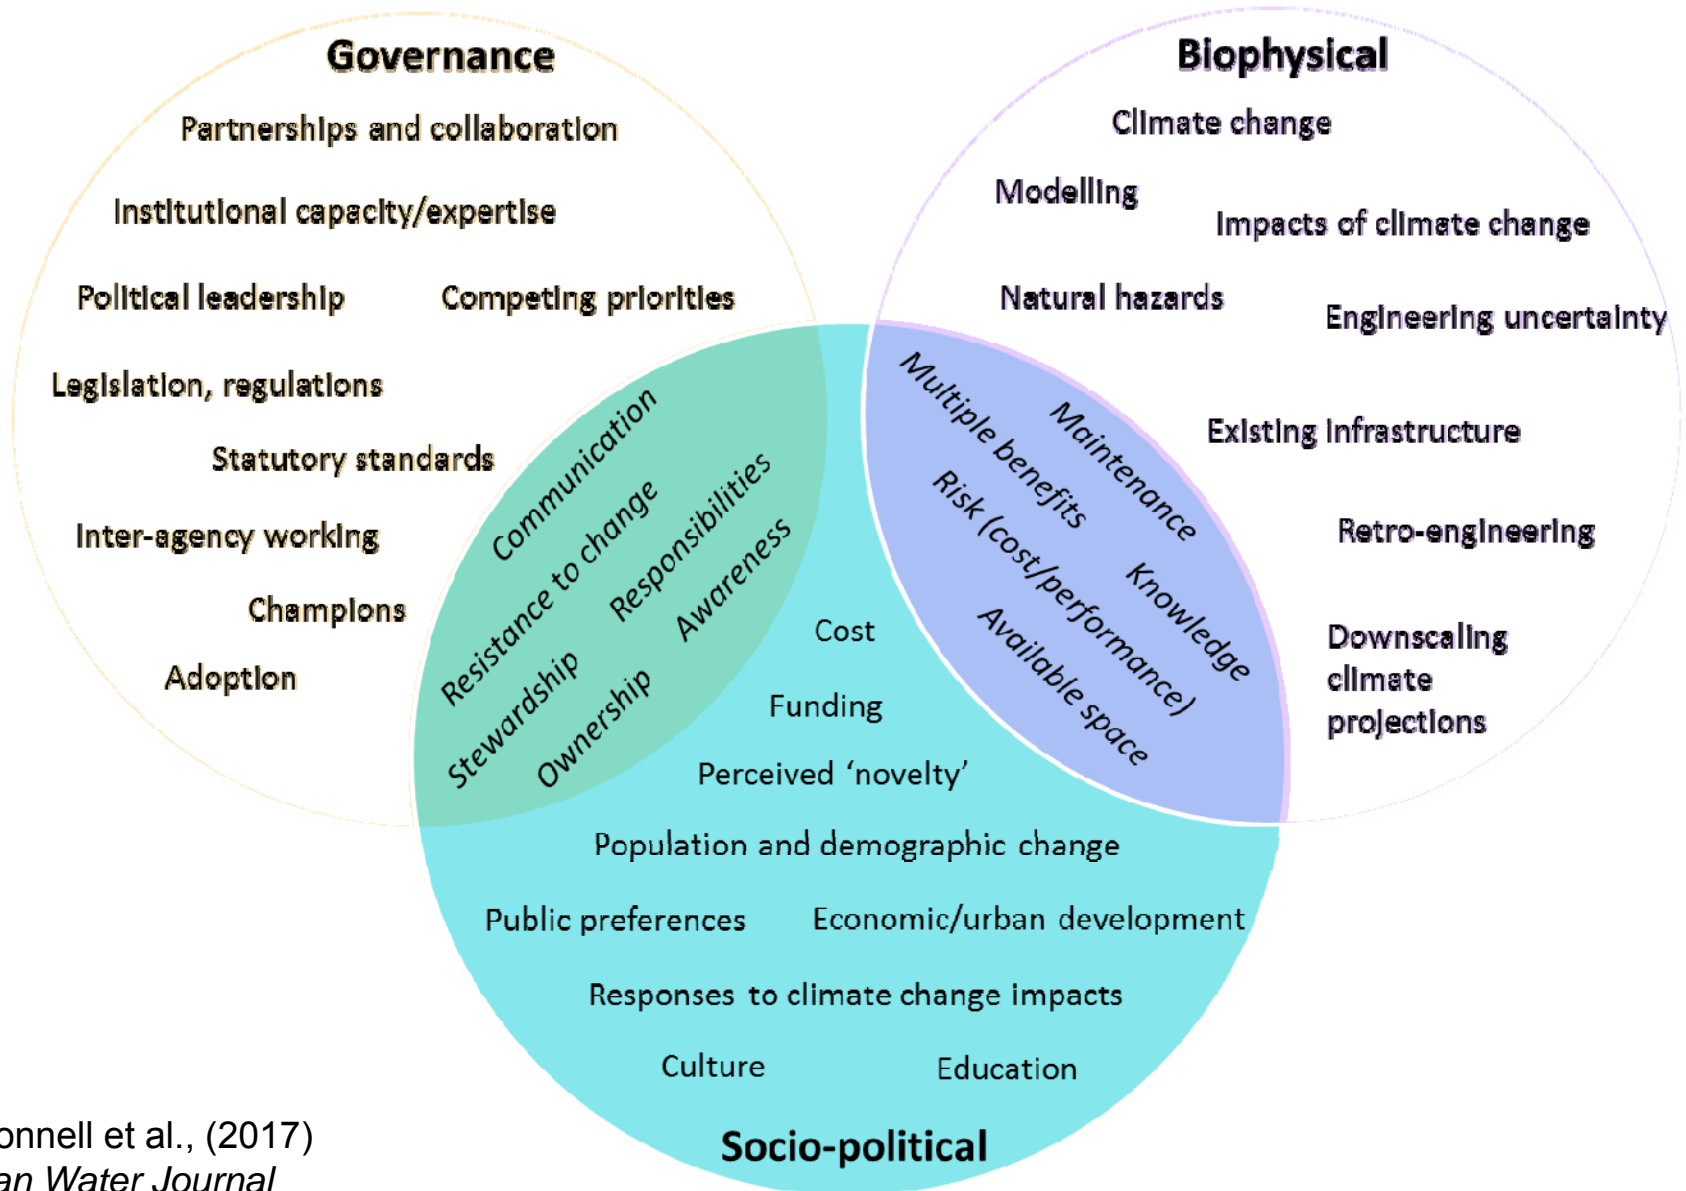 Governance
Partnerships and collaboration
Institutional capacity/expertise
Political leadership
Competing priorities
Legislation, regulations
Statutory standards
Inter-agency working
Champions
Adoption
Communication
Resistance to change
Responsibilities
Awareness
Stewardship
Ownership
Biophysical
Climate change
Modelling
Impacts of climate change
Natural hazards
Engineering uncertainty
Existing infrastructure
Retro-engineering
Downscaling
climate
projections
Multiple benefits
Maintenance
Risk (cost/performance)
Knowledge
Available space
Cost
Funding
Perceived ‘novelty’
Population and demographic change
Public preferences
Economic/urban development
Responses to climate change impacts
Culture
Education
Socio-political
onnell et al., (2017)
an Water Journal